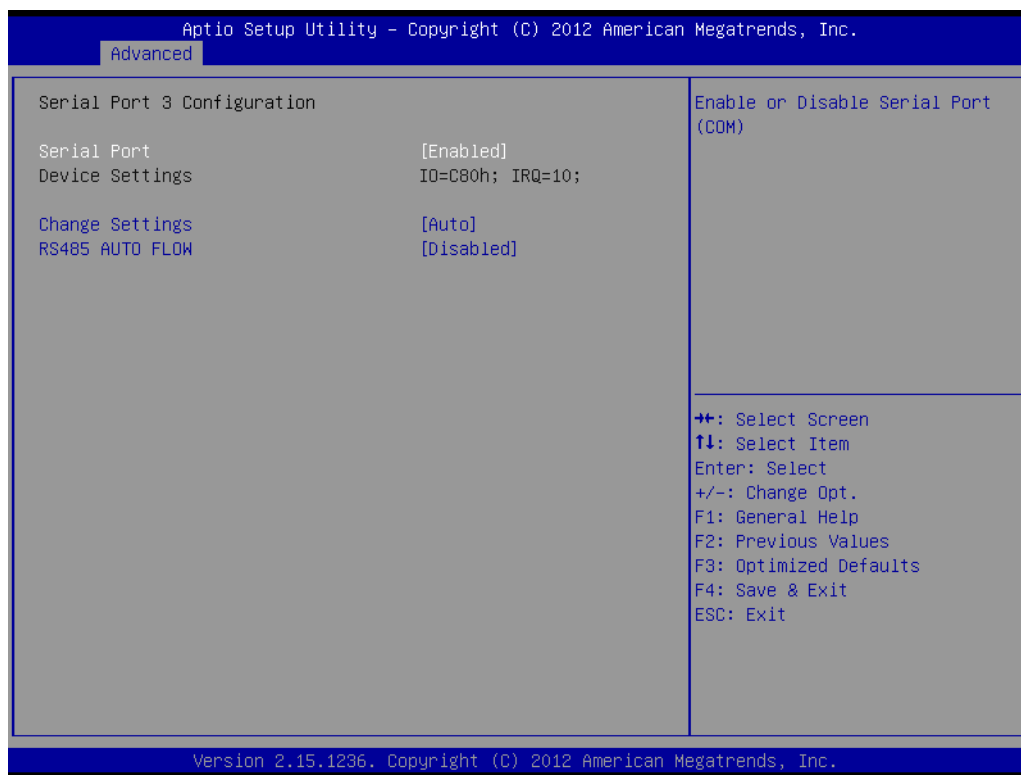 Aptio Setup Utility – Copyright (C) 2012 American Megatrends, Inc.
Advanced
Serial Port 3 Configuration
Serial Port [Enabled]
Device Settings IO=C80h; IRQ=10;
Change Settings [Auto]
RS485 AUTO FLOW [Disabled]
Enable or Disable Serial Port
(COM)
→←: Select Screen
↑↓: Select Item
Enter: Select
+/-: Change Opt.
F1: General Help
F2: Previous Values
F3: Optimized Defaults
F4: Save & Exit
ESC: Exit
Version 2.15.1236. Copyright (C) 2012 American Megatrends, Inc.